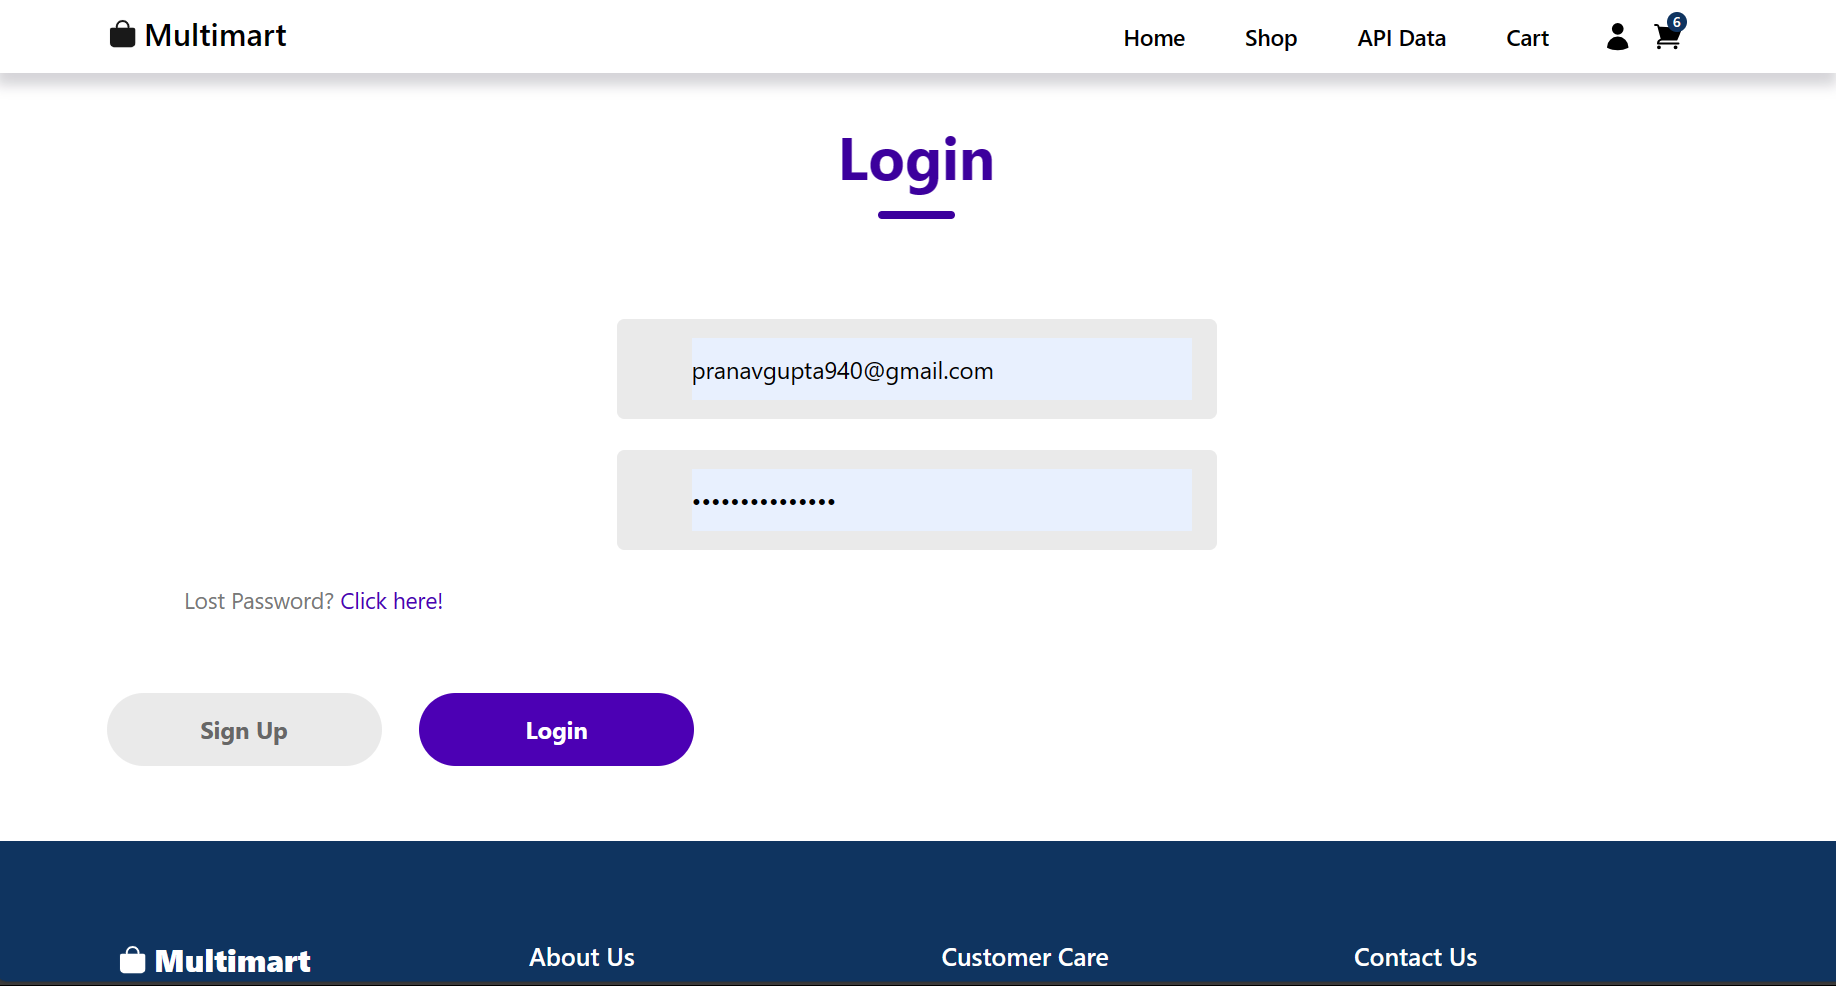 Multimart
Home Shop API Data Cart 6
Login
pranavgupta940@gmail.com
•••••••••••••••
Lost Password? Click here!
Sign Up Login
Multimart About Us Customer Care Contact Us